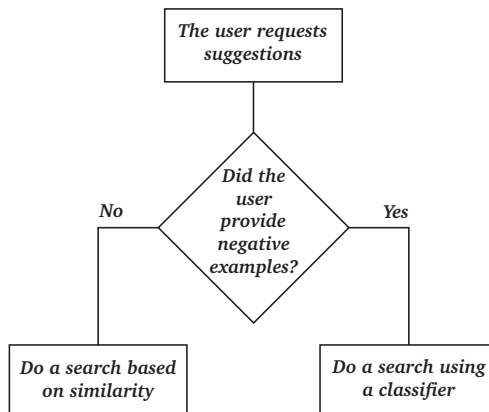 The user requests
suggestions
Did the
user
provide
negative
examples?
No
Yes
Do a search based
on similarity
Do a search using
a classifier